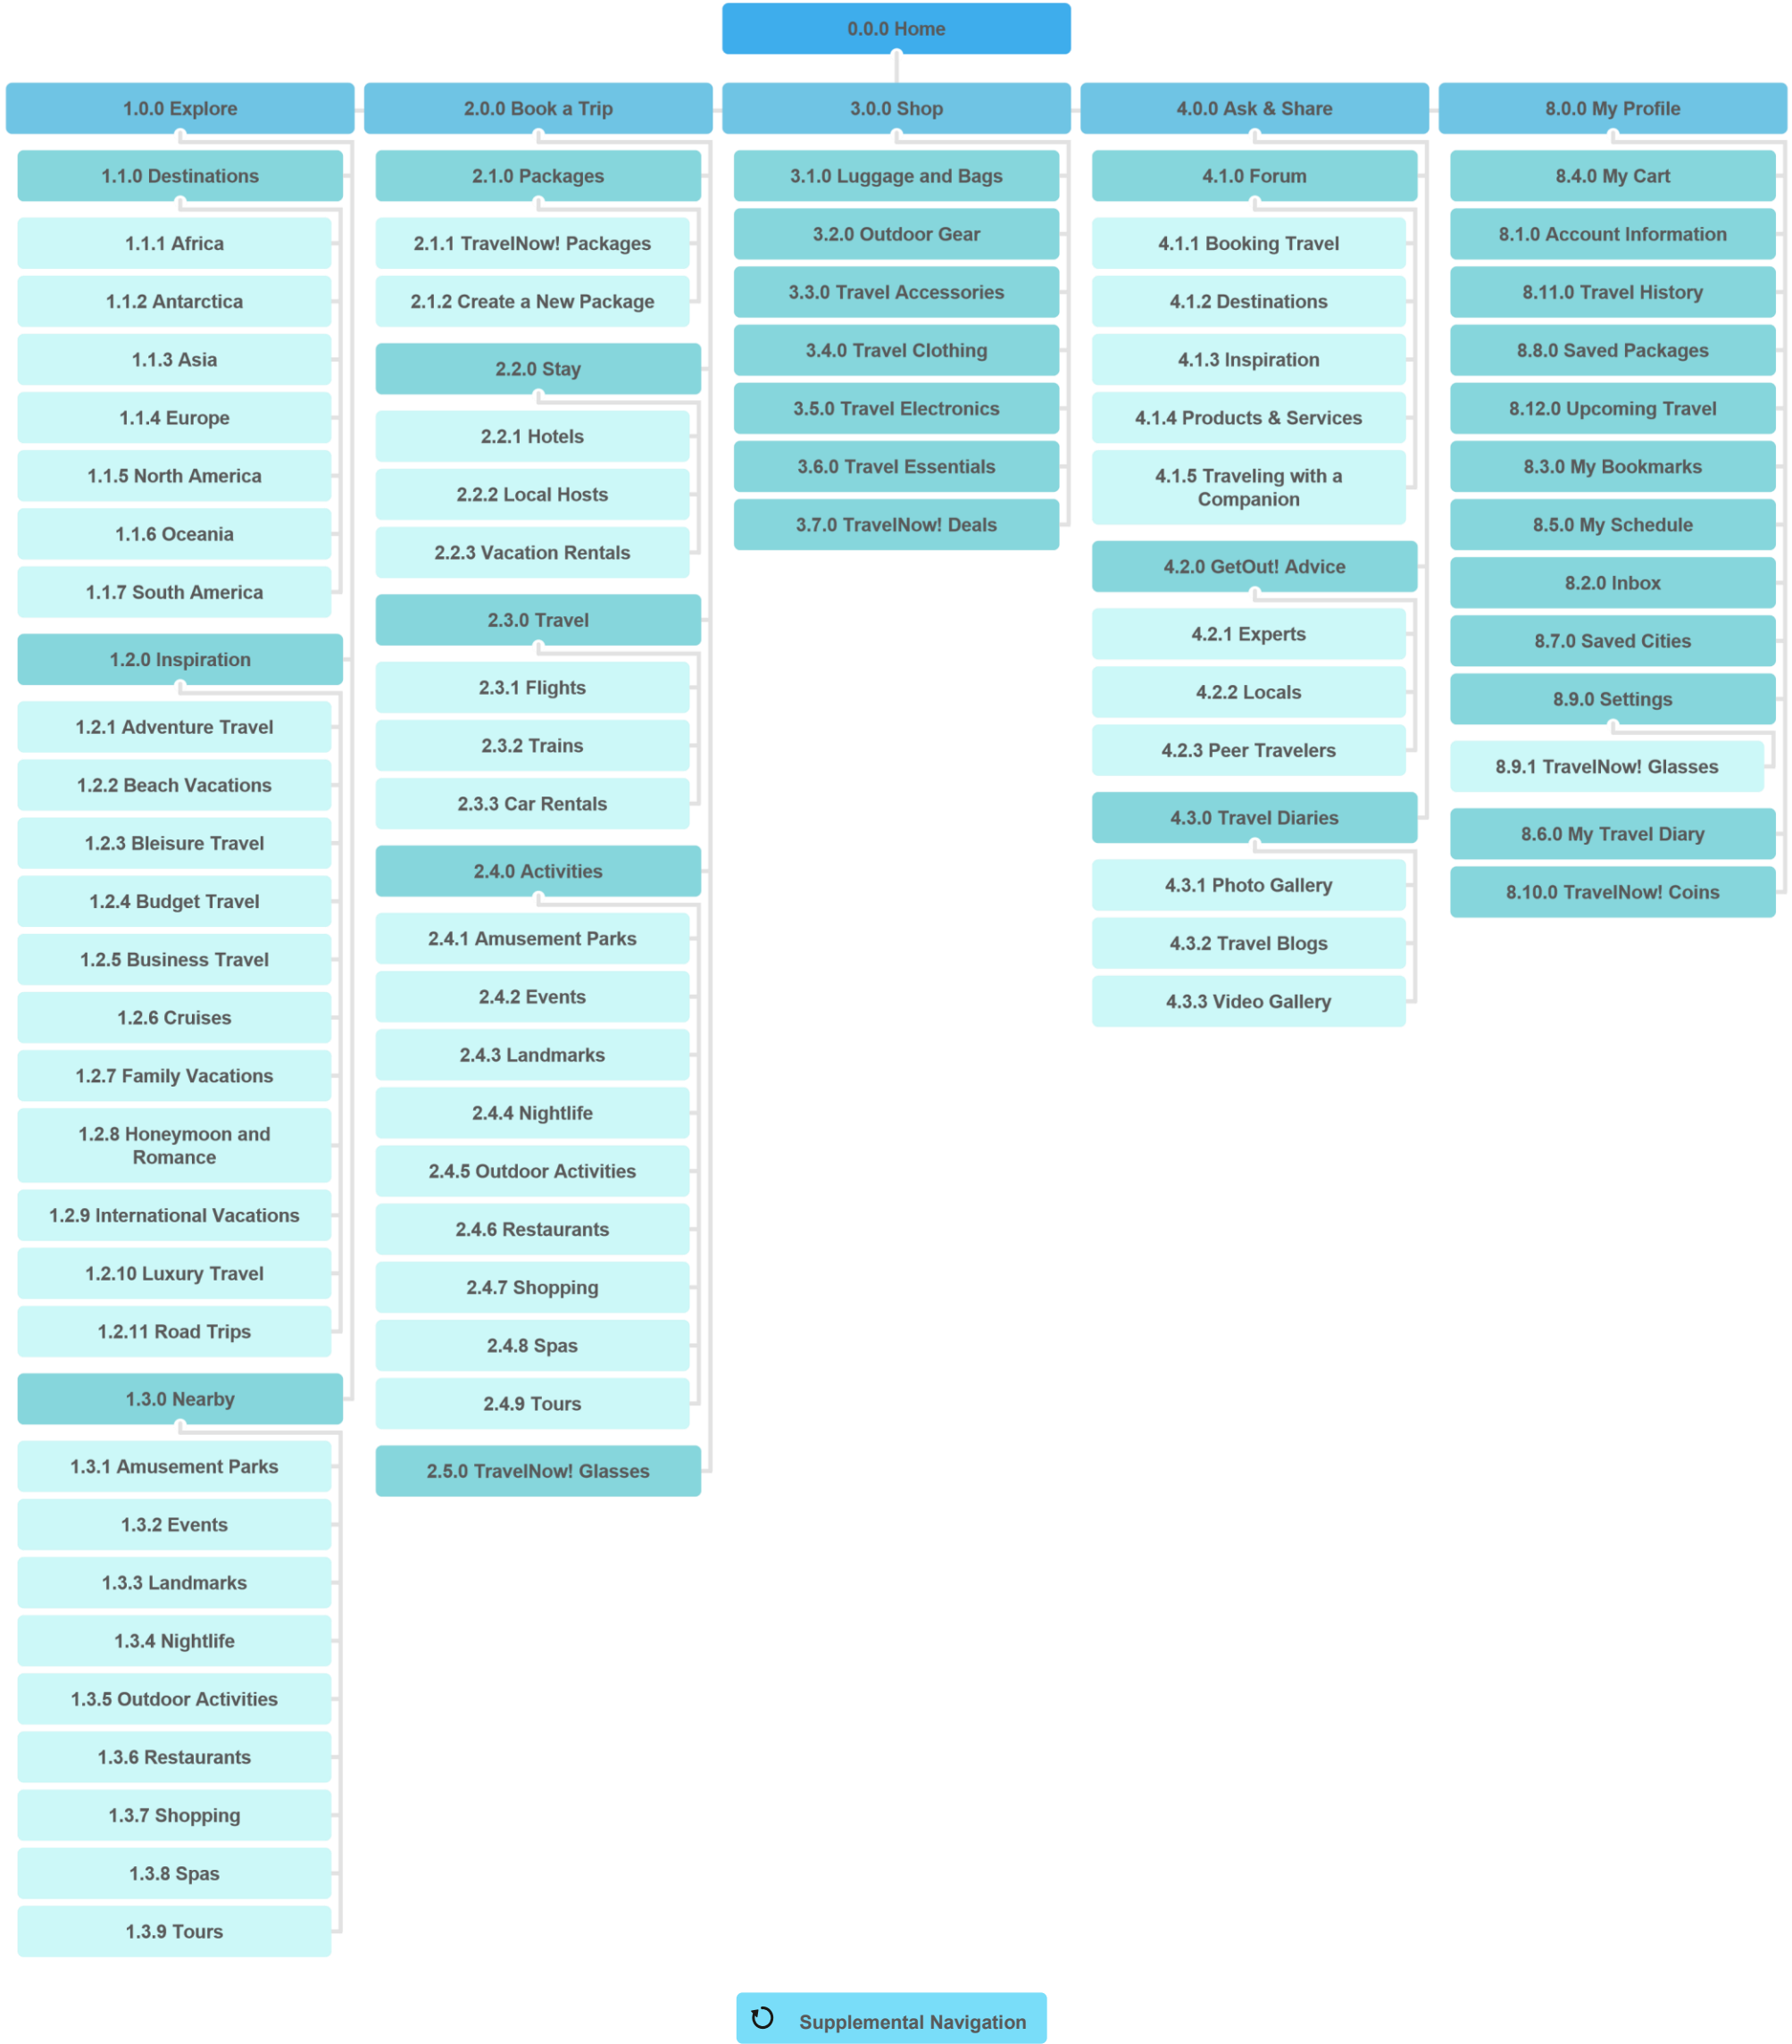 0.0.0 Home
1.0.0 Explore
1.1.0 Destinations
1.1.1 Africa
1.1.2 Antarctica
1.1.3 Asia
1.1.4 Europe
1.1.5 North America
1.1.6 Oceania
1.1.7 South America
1.2.0 Inspiration
1.2.1 Adventure Travel
1.2.2 Beach Vacations
1.2.3 Bleisure Travel
1.2.4 Budget Travel
1.2.5 Business Travel
1.2.6 Cruises
1.2.7 Family Vacations
1.2.8 Honeymoon and
Romance
1.2.9 International Vacations
1.2.10 Luxury Travel
1.2.11 Road Trips
1.3.0 Nearby
1.3.1 Amusement Parks
1.3.2 Events
1.3.3 Landmarks
1.3.4 Nightlife
1.3.5 Outdoor Activities
1.3.6 Restaurants
1.3.7 Shopping
1.3.8 Spas
1.3.9 Tours
2.0.0 Book a Trip
2.1.0 Packages
2.1.1 TravelNow! Packages
2.1.2 Create a New Package
2.2.0 Stay
2.2.1 Hotels
2.2.2 Local Hosts
2.2.3 Vacation Rentals
2.3.0 Travel
2.3.1 Flights
2.3.2 Trains
2.3.3 Car Rentals
2.4.0 Activities
2.4.1 Amusement Parks
2.4.2 Events
2.4.3 Landmarks
2.4.4 Nightlife
2.4.5 Outdoor Activities
2.4.6 Restaurants
2.4.7 Shopping
2.4.8 Spas
2.4.9 Tours
2.5.0 TravelNow! Glasses
3.0.0 Shop
3.1.0 Luggage and Bags
3.2.0 Outdoor Gear
3.3.0 Travel Accessories
3.4.0 Travel Clothing
3.5.0 Travel Electronics
3.6.0 Travel Essentials
3.7.0 TravelNow! Deals
4.0.0 Ask & Share
4.1.0 Forum
4.1.1 Booking Travel
4.1.2 Destinations
4.1.3 Inspiration
4.1.4 Products & Services
4.1.5 Traveling with a
Companion
4.2.0 GetOut! Advice
4.2.1 Experts
4.2.2 Locals
4.2.3 Peer Travelers
4.3.0 Travel Diaries
4.3.1 Photo Gallery
4.3.2 Travel Blogs
4.3.3 Video Gallery
8.0.0 My Profile
8.4.0 My Cart
8.1.0 Account Information
8.11.0 Travel History
8.8.0 Saved Packages
8.12.0 Upcoming Travel
8.3.0 My Bookmarks
8.5.0 My Schedule
8.2.0 Inbox
8.7.0 Saved Cities
8.9.0 Settings
8.9.1 TravelNow! Glasses
8.6.0 My Travel Diary
8.10.0 TravelNow! Coins
Supplemental Navigation